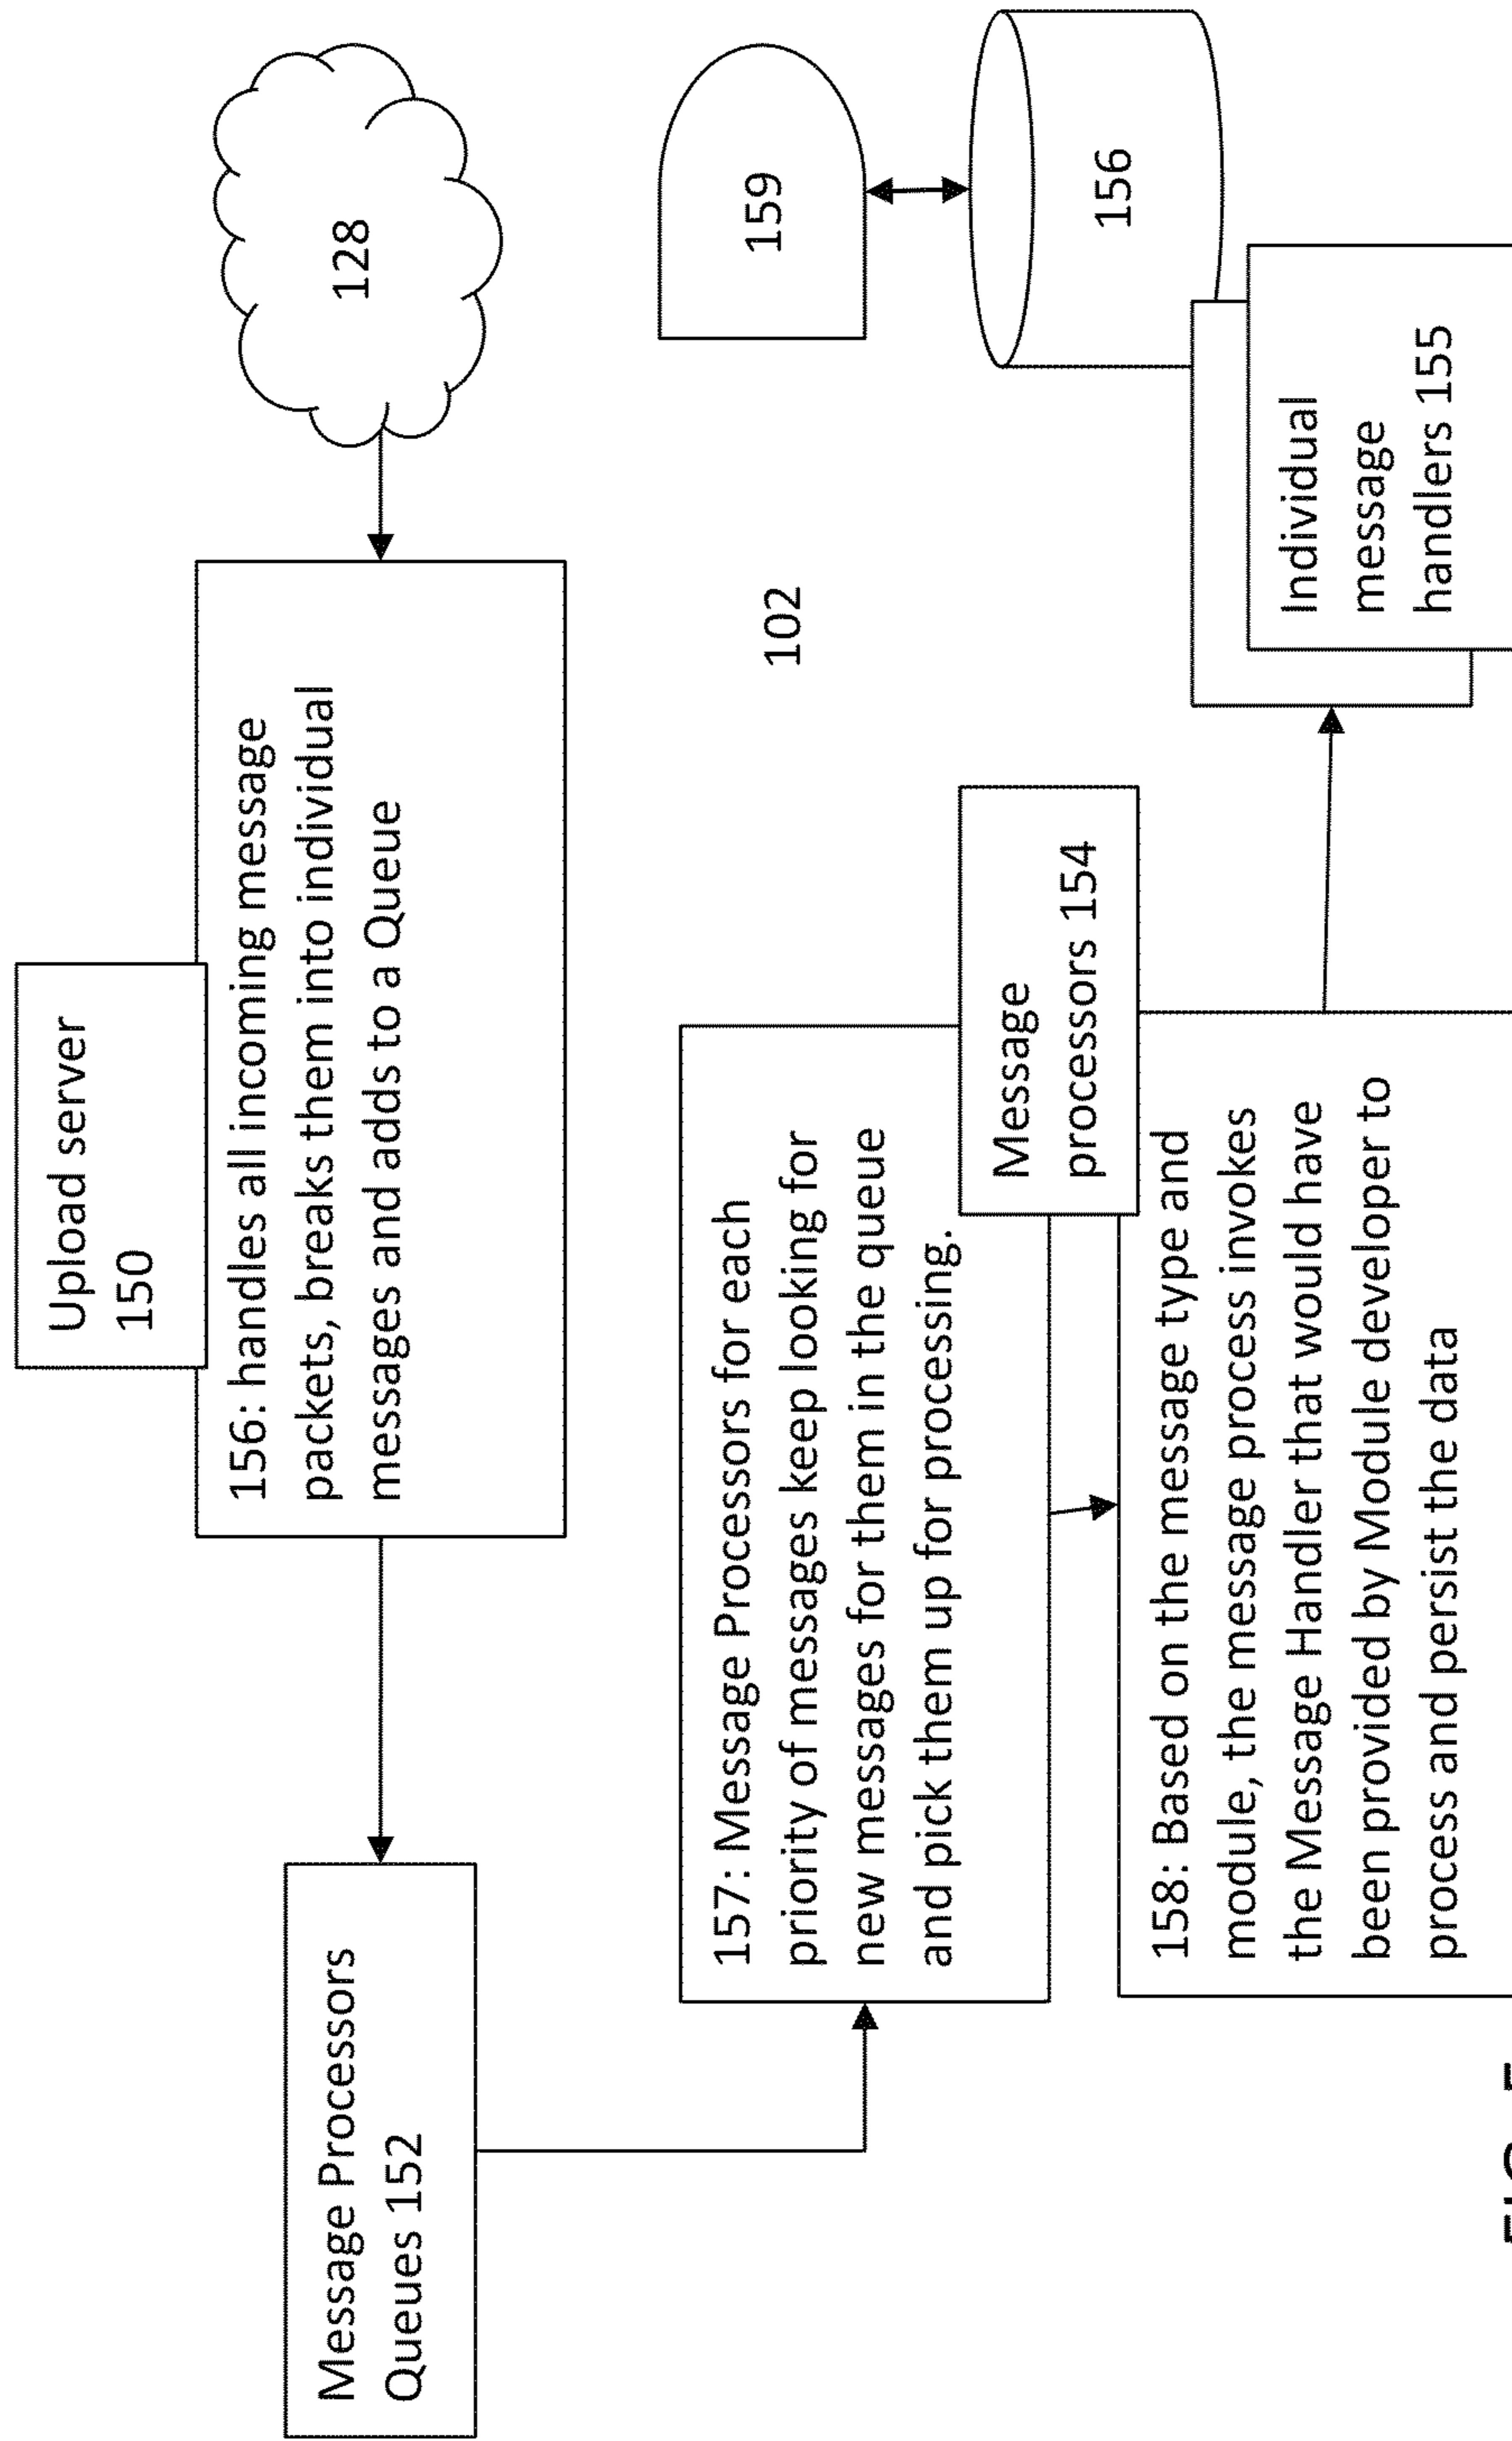 Upload server
150
156: handles all incoming message
packets, breaks them into individual
messages and adds to a Queue
128
Message Processors
Queues 152
157: Message Processors for each
priority of messages keep looking for
new messages for them in the queue
and pick them up for processing.
102
159
Message
processors 154
156
158: Based on the message type and
module, the message process invokes
the Message Handler that would have
been provided by Module developer to
process and persist the data
Individual
message
handlers 155